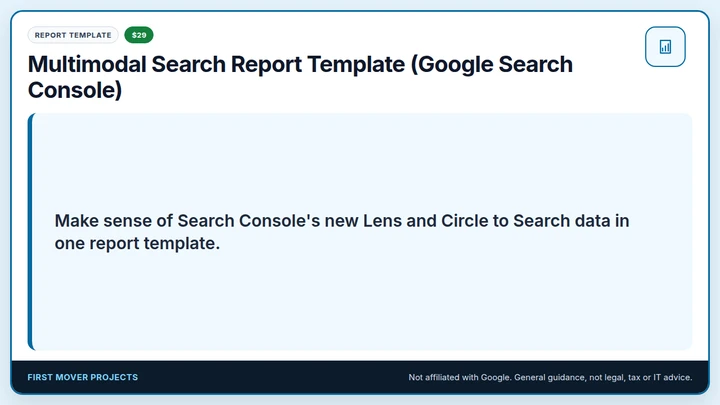 REPORT TEMPLATE
$29
Multimodal Search Report Template (Google Search
Console)
Make sense of Search Console's new Lens and Circle to Search data in
one report template.
FIRST MOVER PROJECTS
Not affiliated with Google. General guidance, not legal, tax or IT advice.